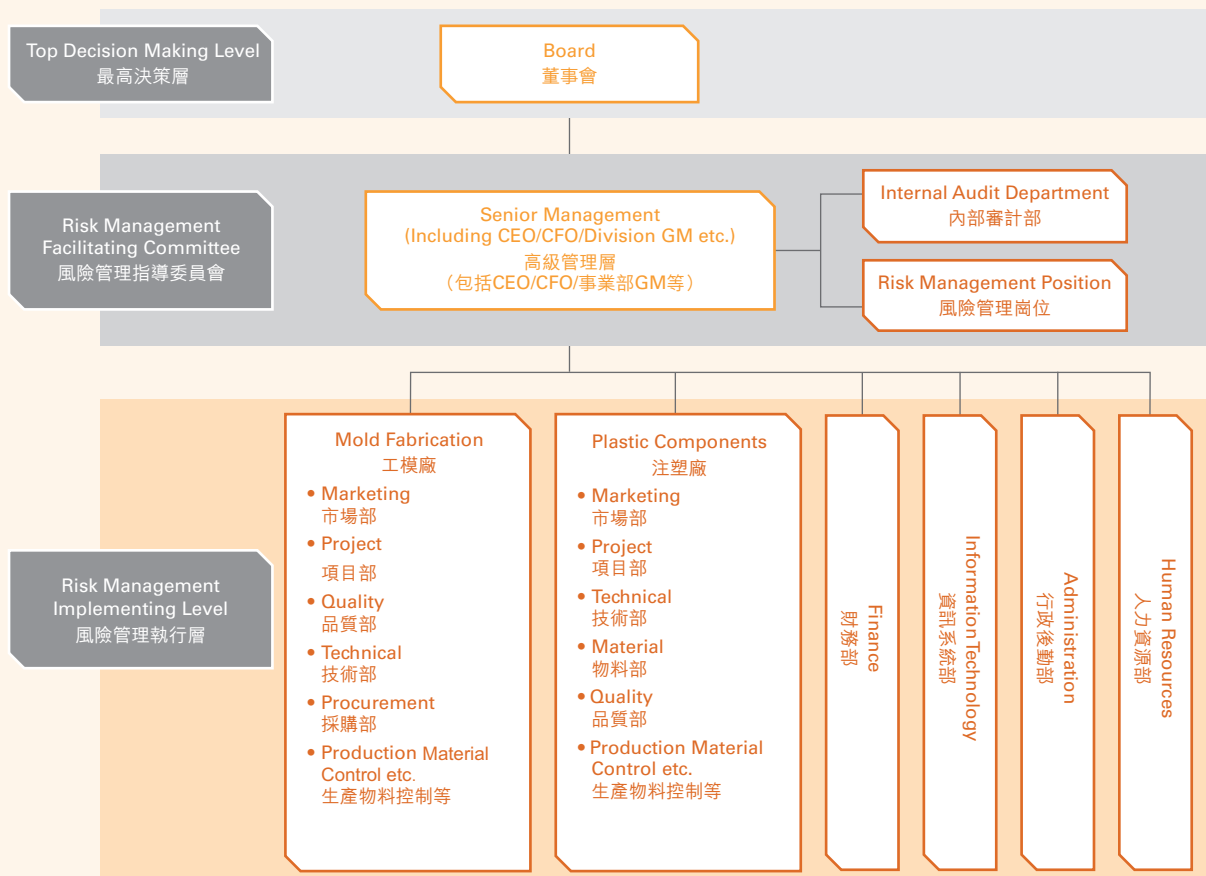 Top Decision Making Level
最高決策層
Board
董事會
Risk Management
Facilitating Committee
風險管理指導委員會
Senior Management
(Including CEO/CFO/Division GM etc.)
高級管理層
（包括CEO/CFO/事業部GM等）
Internal Audit Department
內部審計部
Risk Management Position
風險管理崗位
Risk Management
Implementing Level
風險管理執行層
Mold Fabrication
工模廠
• Marketing
市場部
• Project
項目部
• Quality
品質部
• Technical
技術部
• Procurement
採購部
• Production Material
Control etc.
生產物料控制等
Plastic Components
注塑廠
• Marketing
市場部
• Project
項目部
• Technical
技術部
• Material
物料部
• Quality
品質部
• Production Material
Control etc.
生產物料控制等
Finance
財務部
Information Technology
資訊系統部
Administration
行政後勤部
Human Resources
人力資源部